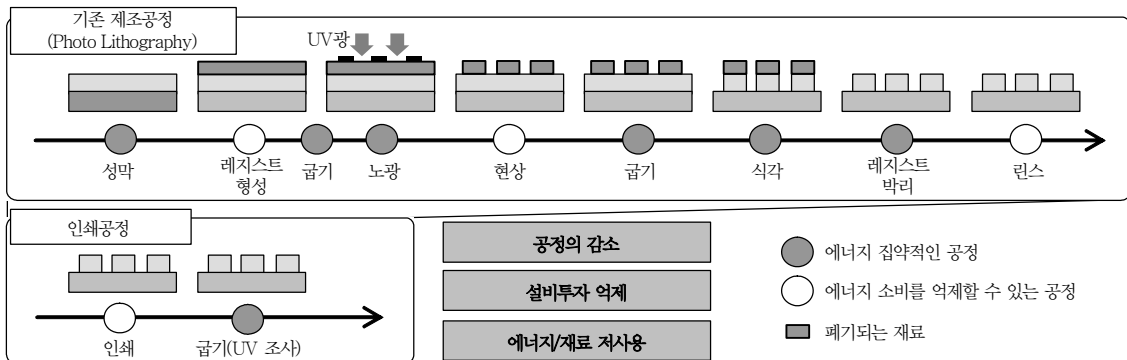 기존 제조공정
(Photo Lithography)
UV광
성막
레지스트
형성
굽기
노광
현상
굽기
식각
레지스트
박리
린스
인쇄공정
인쇄
굽기(UV 조사)
공정의 감소
설비투자 억제
에너지/재료 저사용
에너지 집약적인 공정
에너지 소비를 억제할 수 있는 공정
폐기되는 재료